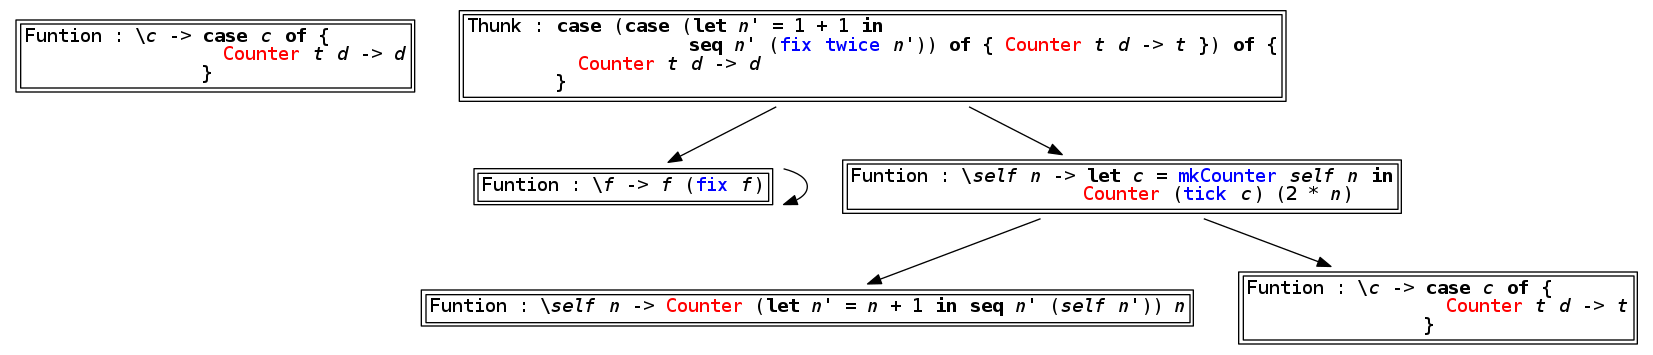 Funtion : \c -> case c of {
Counter t d -> d
}
Thunk : case (case (let n' = 1 + 1 in
seq n' (fix twice n')) of { Counter t d -> t }) of {
Counter t d -> d
}
Funtion : \f -> f (fix f)
Funtion : \self n -> let c = mkCounter self n in
Counter (tick c) (2 * n)
Funtion : \self n -> Counter (let n' = n + 1 in seq n' (self n')) n
Funtion : \c -> case c of {
Counter t d -> t
}